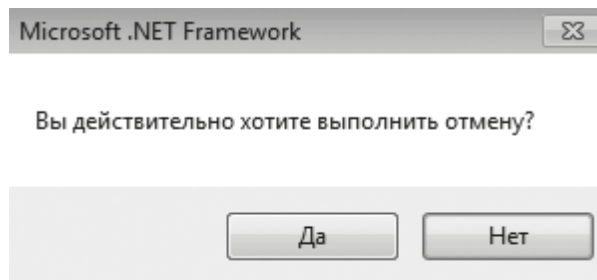 Microsoft .NET Framework
Вы действительно хотите выполнить отмену?
Да Нет